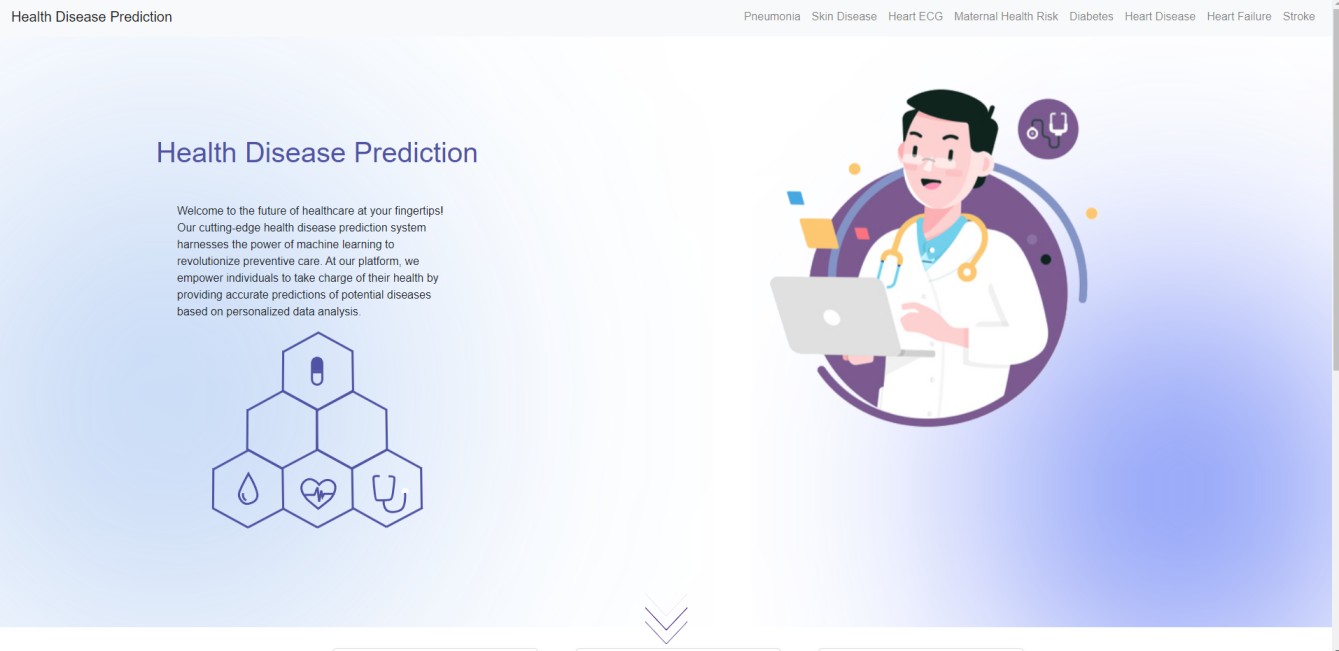 Health Disease Prediction
Pneumonia Skin Disease Heart ECG Maternal Health Risk Diabetes Heart Disease Heart Failure Stroke
Health Disease Prediction
Welcome to the future of healthcare at your fingertips!
Our cutting-edge health disease prediction system
harnesses the power of machine learning to
revolutionize preventive care. At our platform, we
empower individuals to take charge of their health by
providing accurate predictions of potential diseases
based on personalized data analysis.